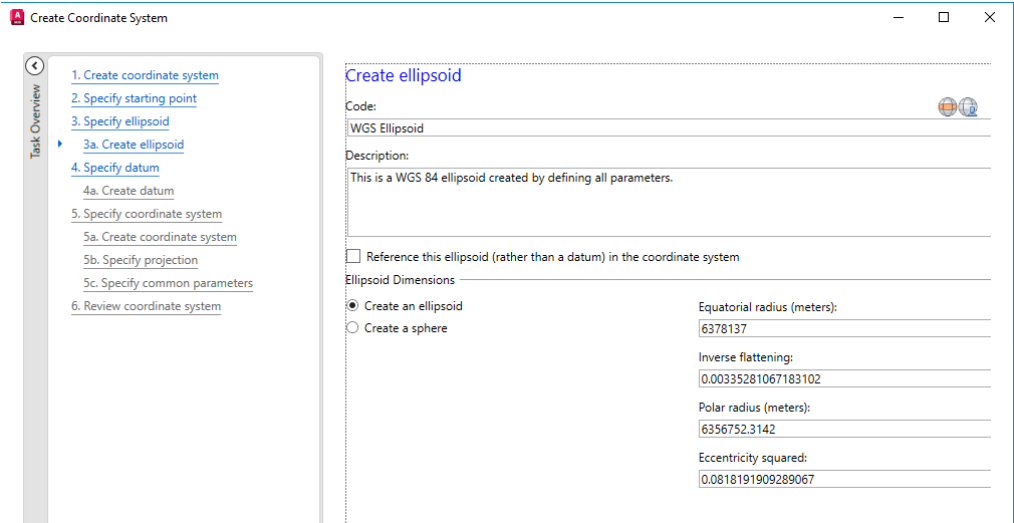 Create Coordinate System
Task Overview
1. Create coordinate system
2. Specify starting point
3. Specify ellipsoid
3a. Create ellipsoid
4. Specify datum
4a. Create datum
5. Specify coordinate system
5a. Create coordinate system
5b. Specify projection
5c. Specify common parameters
6. Review coordinate system
Create ellipsoid
Code:
WGS Ellipsoid
Description:
This is a WGS 84 ellipsoid created by defining all parameters.
Reference this ellipsoid (rather than a datum) in the coordinate system
Ellipsoid Dimensions
Create an ellipsoid
Create a sphere
Equatorial radius (meters):
6378137
Inverse flattening:
0.00335281067183102
Polar radius (meters):
6356752.3142
Eccentricity squared:
0.0818191909289067